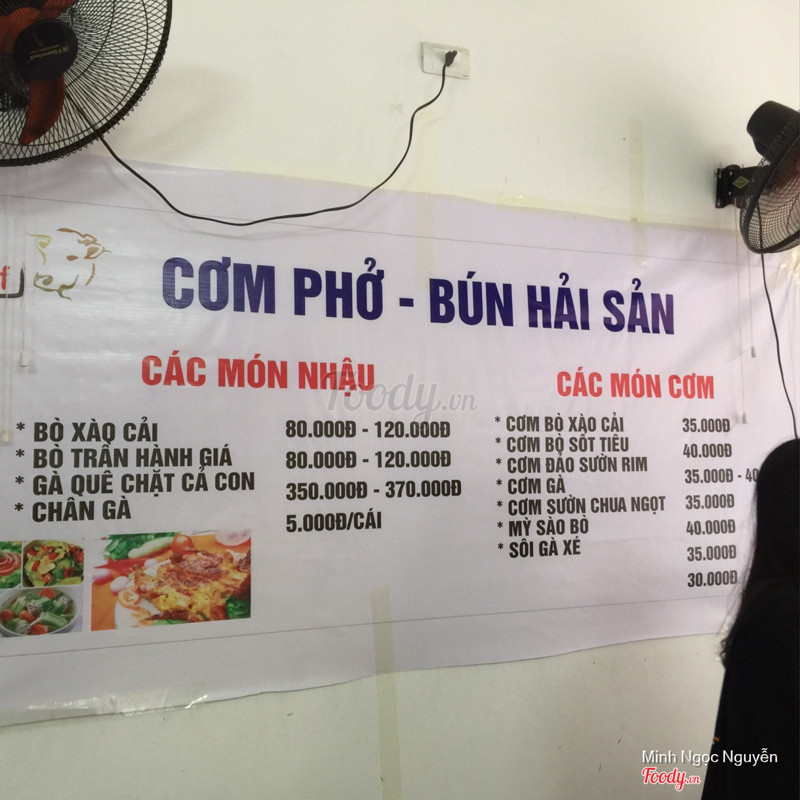 CƠM PHỞ - BÚN HẢI SẢN
CÁC MÓN NHẬU
* BÒ XÀO CẢI 80.000Đ - 120.000Đ
* BÒ TRẦN HÀNH GIÁ 80.000Đ - 120.000Đ
* GÀ QUÊ CHẶT CẢ CON 350.000Đ - 370.000Đ
* CHÂN GÀ 5.000Đ/CÁI
CÁC MÓN CƠM
* CƠM BÒ XÀO CẢI 35.000Đ
* CƠM BÒ SỐT TIÊU 40.000Đ
* CƠM ĐẢO SƯỜN RIM 35.000Đ - 40
* CƠM GÀ 35.000Đ
* CƠM SƯỜN CHUA NGỌT 40.000Đ
* MỲ SÀO BÒ 35.000Đ
* SÔI GÀ XÉ 30.000Đ
Foody.vn
Minh Ngọc Nguyễn
Foody.vn